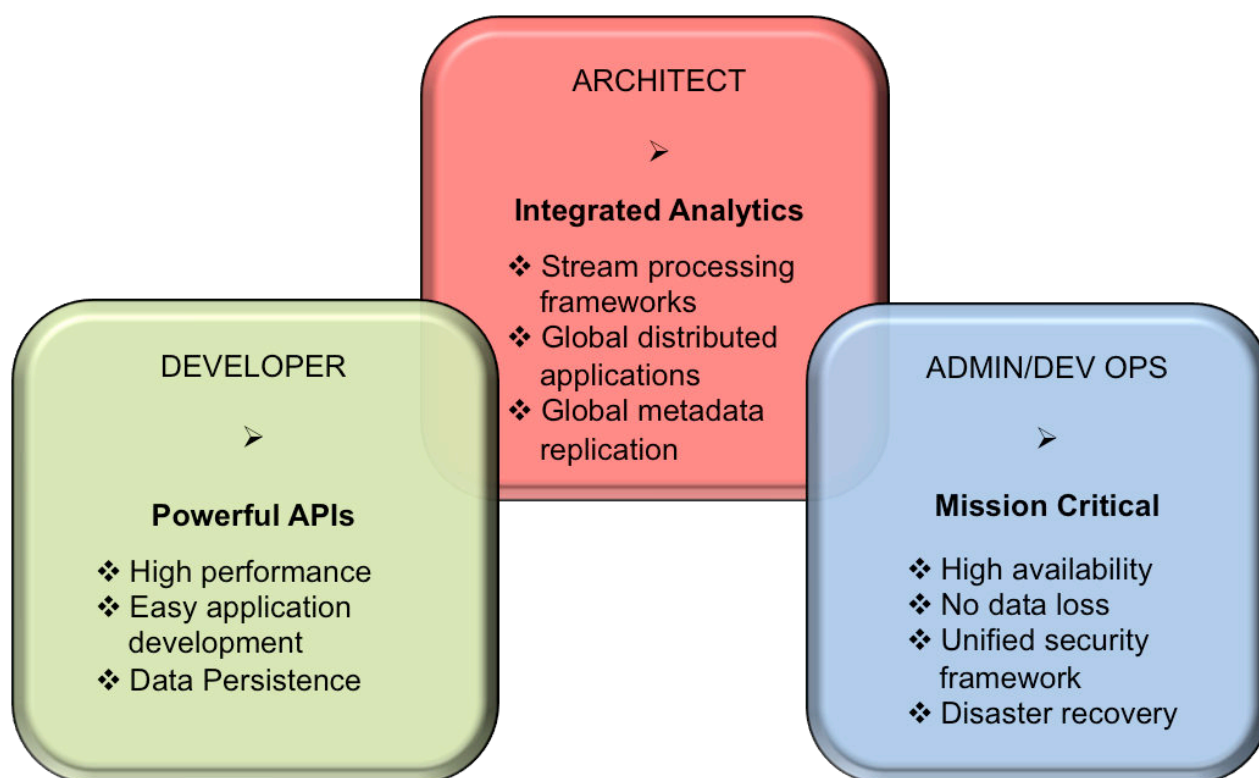 ARCHITECT
➢
Integrated Analytics
❖ Stream processing
frameworks
❖ Global distributed
applications
❖ Global metadata
replication
DEVELOPER
➢
Powerful APIs
❖ High performance
❖ Easy application
development
❖ Data Persistence
ADMIN/DEV OPS
➢
Mission Critical
❖ High availability
❖ No data loss
❖ Unified security
framework
❖ Disaster recovery